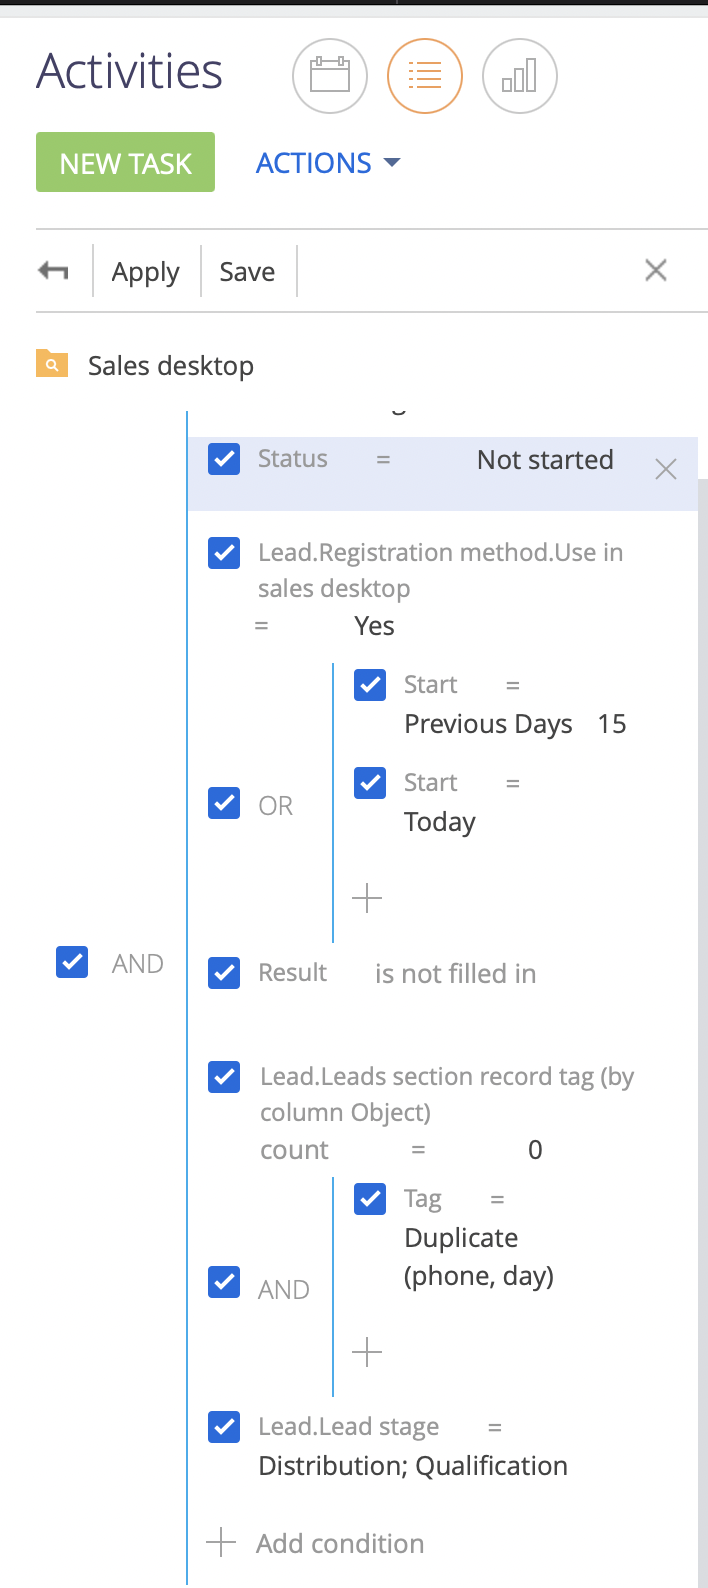 Activities
NEW TASK ACTIONS
Apply Save
Sales desktop
Status = Not started
Lead.Registration method.Use in
sales desktop
= Yes
Start =
Previous Days 15
Start =
OR
Today
AND
Result is not filled in
Lead.Leads section record tag (by
column Object)
count = 0
Tag =
Duplicate
(phone, day)
AND
Lead.Lead stage =
Distribution; Qualification
Add condition